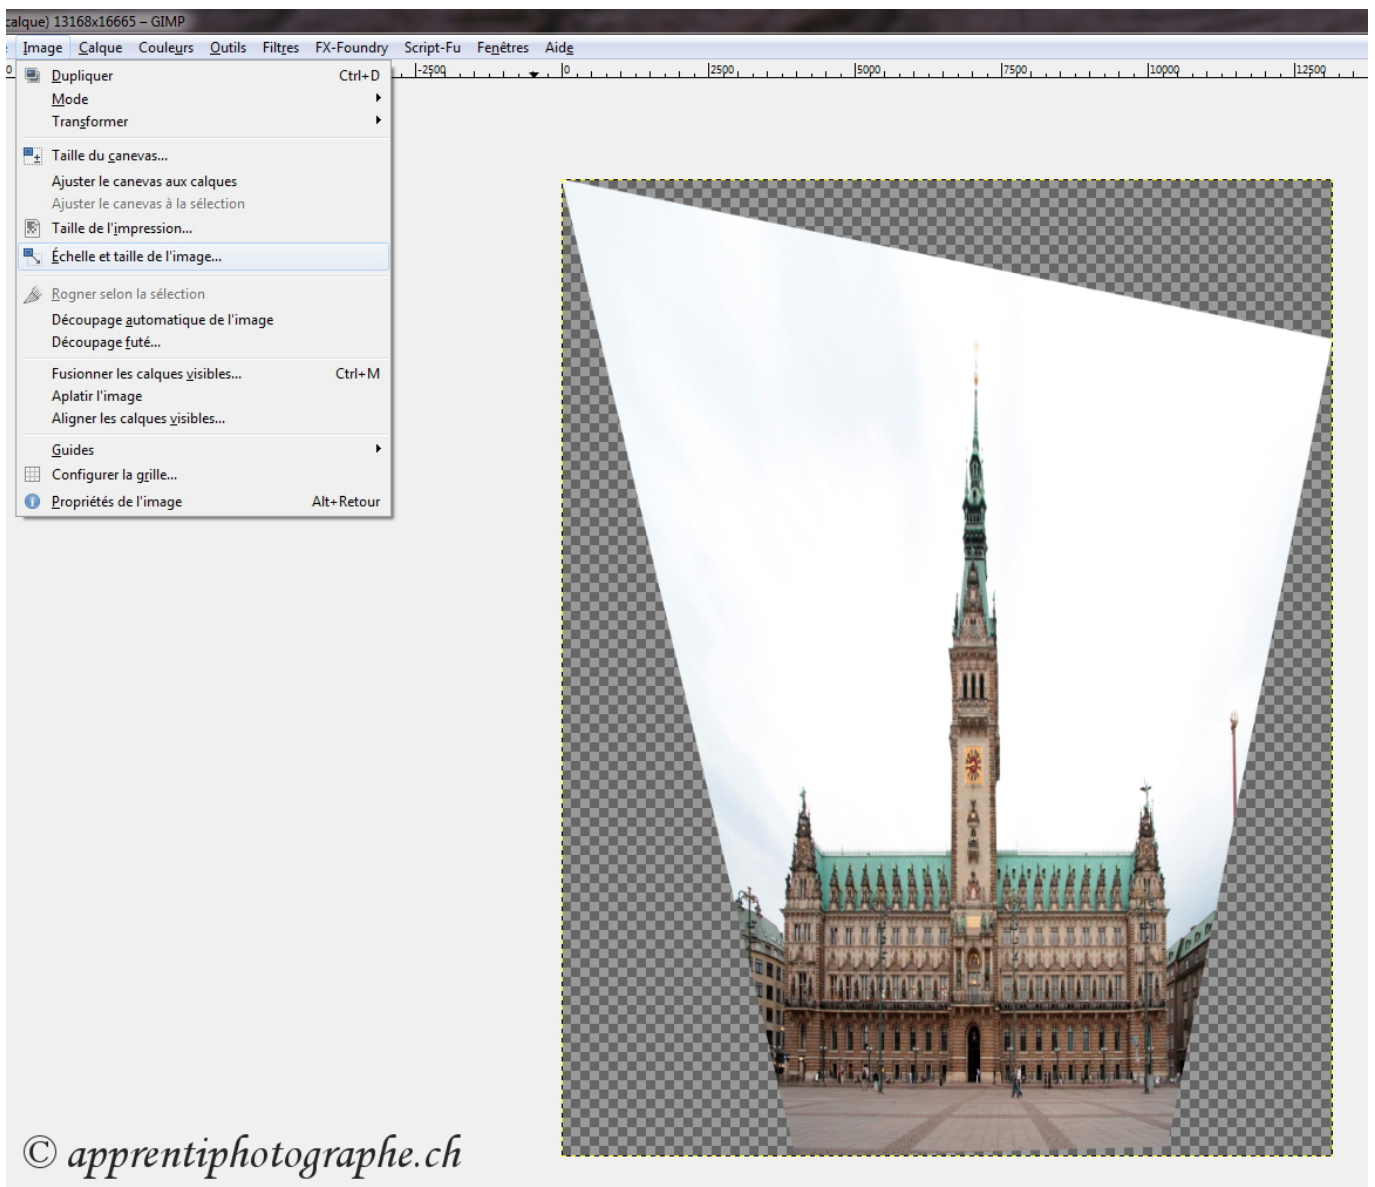 calque) 13168x16665 – GIMP
Image Calque Couleurs Outils Filtres FX-Foundry Script-Fu Fenêtres Aide
0 -2500 0 2500 5000 7500 10000 12500
Dupliquer Ctrl+D
Mode
Transformer
Taille du canevas...
Ajuster le canevas aux calques
Ajuster le canevas à la sélection
Taille de l'impression...
Échelle et taille de l'image...
Rogner selon la sélection
Découpage automatique de l'image
Découpage futé...
Fusionner les calques visibles... Ctrl+M
Aplatir l'image
Aligner les calques visibles...
Guides
Configurer la grille...
Propriétés de l'image Alt+Retour
© apprentiphotographe.ch